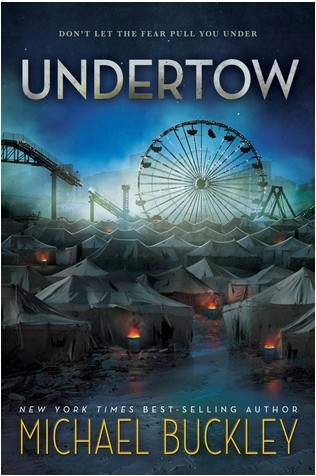 DON'T LET THE FEAR PULL YOU UNDER
UNDERTOW
NEW YORK TIMES BEST-SELLING AUTHOR
MICHAEL BUCKLEY